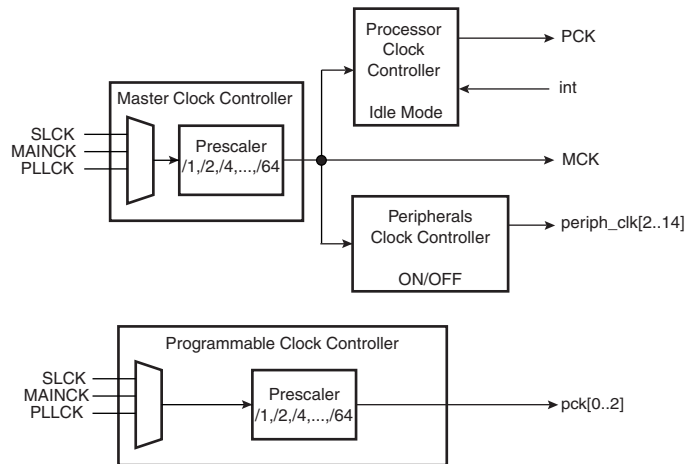 Processor
Clock
Controller
Idle Mode
PCK
int
Master Clock Controller
SLCK
MAINCK
PLLCK
Prescaler
/1,/2,/4,...,/64
MCK
Peripherals
Clock Controller
ON/OFF
periph_clk[2..14]
Programmable Clock Controller
SLCK
MAINCK
PLLCK
Prescaler
/1,/2,/4,...,/64
pck[0..2]